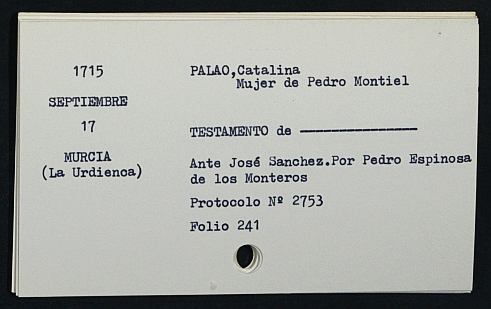 1715
SEPTIEMBRE
17
MURCIA
(La Urdienca)
PALAO,Catalina
Mujer de Pedro Montiel
TESTAMENTO de ----------------
Ante José Sanchez.Por Pedro Espinosa
de los Monteros
Protocolo Nº 2753
Folio 241